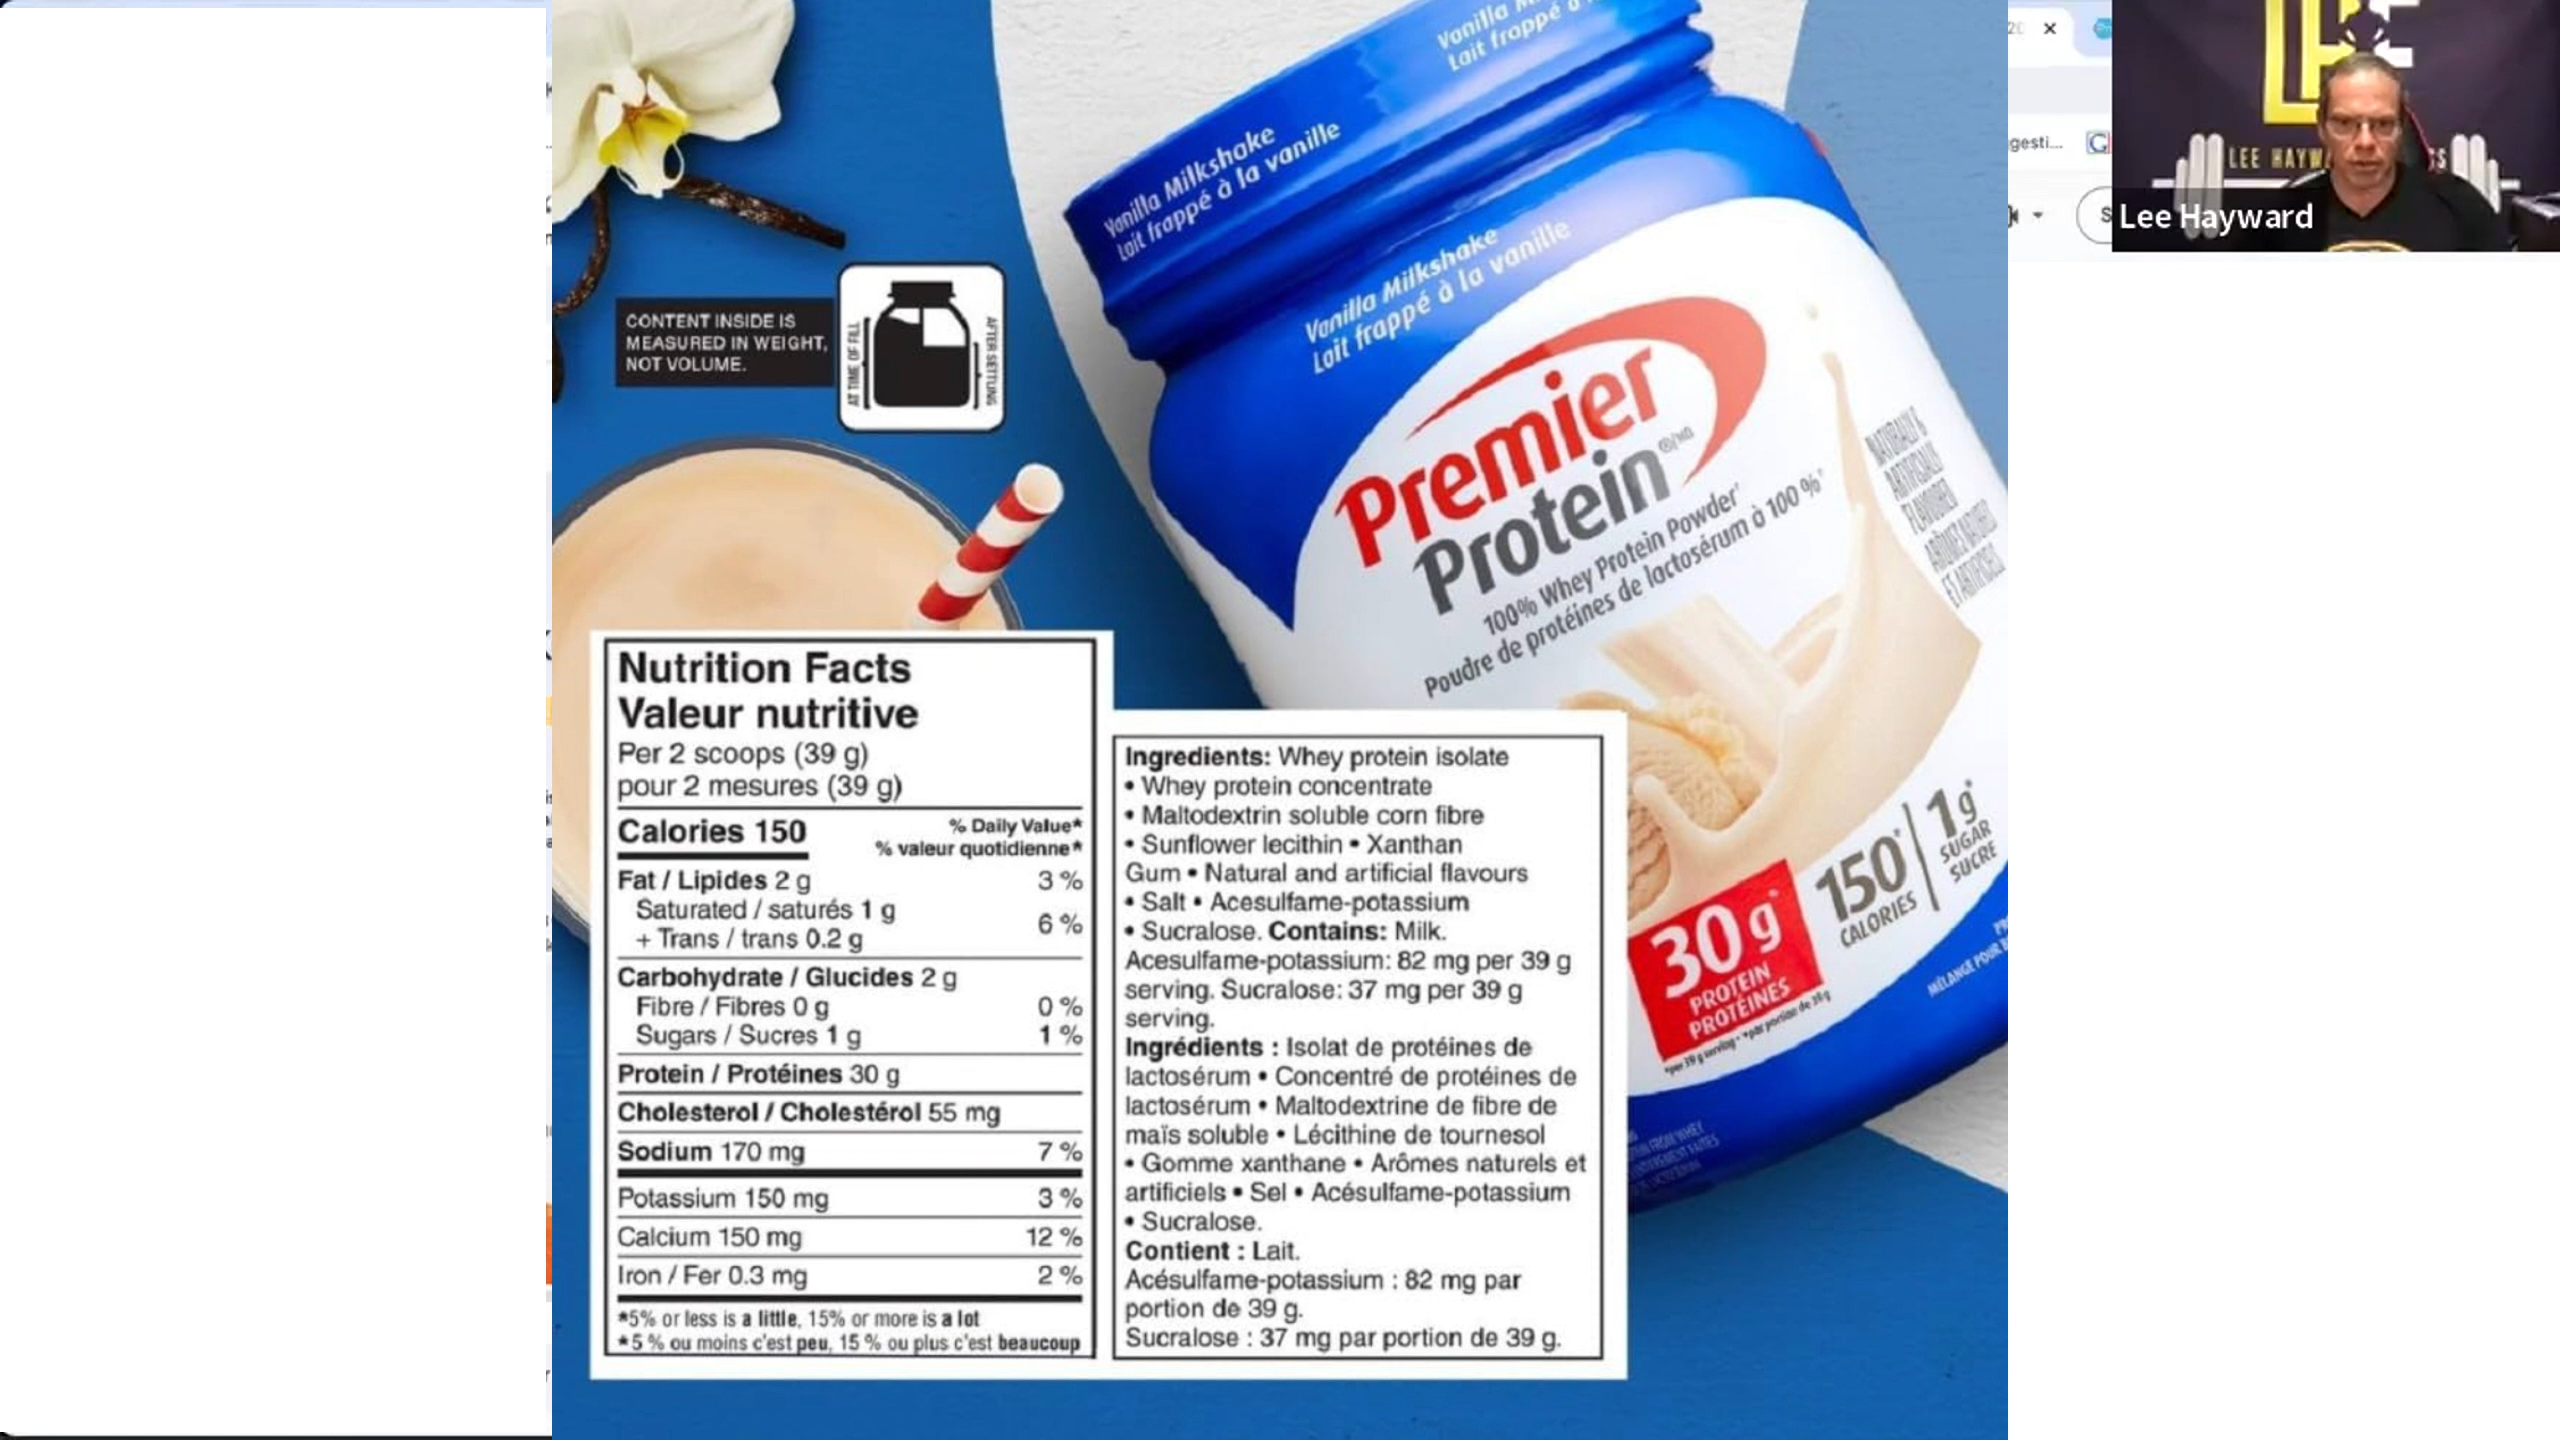 Vanilla Milkshake
Lait frappé à la vanille
Vanilla Milkshake
Lait frappé à la vanille
Premier
Protein
100% Whey Protein Powder
Poudre de protéines de lactosérum à 100 %
NATURALLY &
ARTIFICIALLY
FLAVOURED
30 g
PROTEIN
PROTÉINES
150
CALORIES
1 g
SUGAR
SUCRE
CONTENT INSIDE IS
MEASURED IN WEIGHT,
NOT VOLUME.
AT TIME OF FILL
AFTER SETTLING
Nutrition Facts
Valeur nutritive
Per 2 scoops (39 g)
pour 2 mesures (39 g)
Calories 150
% Daily Value*
% valeur quotidienne*
Fat / Lipides 2 g 3 %
Saturated / saturés 1 g
+ Trans / trans 0.2 g
6 %
Carbohydrate / Glucides 2 g
Fibre / Fibres 0 g 0 %
Sugars / Sucres 1 g 1 %
Protein / Protéines 30 g
Cholesterol / Cholestérol 55 mg
Sodium 170 mg 7 %
Potassium 150 mg 3 %
Calcium 150 mg 12 %
Iron / Fer 0.3 mg 2 %
*5% or less is a little, 15% or more is a lot
*5 % ou moins c'est peu, 15 % ou plus c'est beaucoup
Ingredients: Whey protein isolate
• Whey protein concentrate
• Maltodextrin soluble corn fibre
• Sunflower lecithin • Xanthan
Gum • Natural and artificial flavours
• Salt • Acesulfame-potassium
• Sucralose. Contains: Milk.
Acesulfame-potassium: 82 mg per 39 g
serving. Sucralose: 37 mg per 39 g
serving.
Ingrédients : Isolat de protéines de
lactosérum • Concentré de protéines de
lactosérum • Maltodextrine de fibre de
maïs soluble • Lécithine de tournesol
• Gomme xanthane • Arômes naturels et
artificiels • Sel • Acésulfame-potassium
• Sucralose.
Contient : Lait.
Acésulfame-potassium : 82 mg par
portion de 39 g.
Sucralose : 37 mg par portion de 39 g.
gesti...
LEE
Lee Hayward